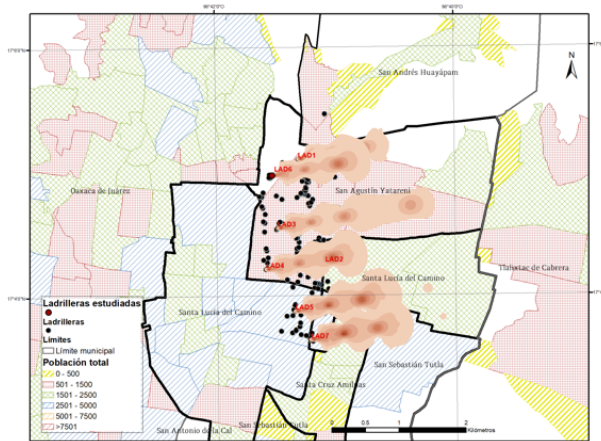 N
San Andrés Huayápam
LAD1
LAD6
Oaxaca de Juárez
San Agustín Yatareni
LAD3
LAD4
LAD2
Tlalixtac de Cabrera
Santa Lucía del Camino
Ladrilleras estudiadas
Ladrilleras
Límites
Límite municipal
Población total
0 - 500
501 - 1500
1501 - 2500
2501 - 5000
5001 - 7500
>7501
Santa Lucía del Camino
LAD5
LAD7
San Sebastián Tutla
Santa Cruz Amilpas
San Antonio de la Cal
San Sebastián Tutla
0 0.5 1 2
Kilómetros